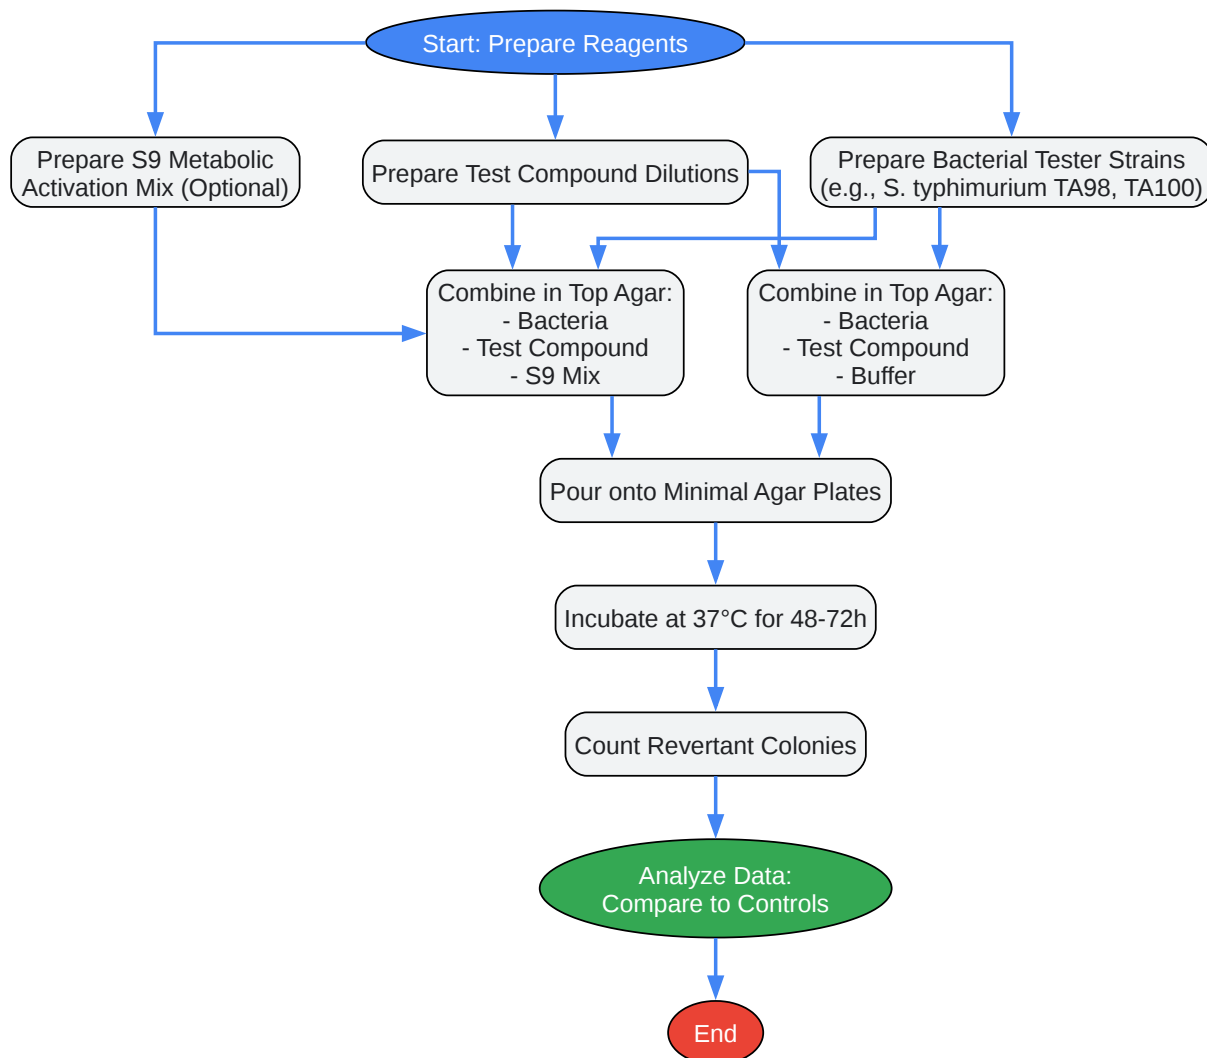 Start: Prepare Reagents
Prepare S9 Metabolic
Activation Mix (Optional)
Prepare Test Compound Dilutions
Prepare Bacterial Tester Strains
(e.g., S. typhimurium TA98, TA100)
Combine in Top Agar:
- Bacteria
- Test Compound
- S9 Mix
Combine in Top Agar:
- Bacteria
- Test Compound
- Buffer
Pour onto Minimal Agar Plates
Incubate at 37°C for 48-72h
Count Revertant Colonies
Analyze Data:
Compare to Controls
End